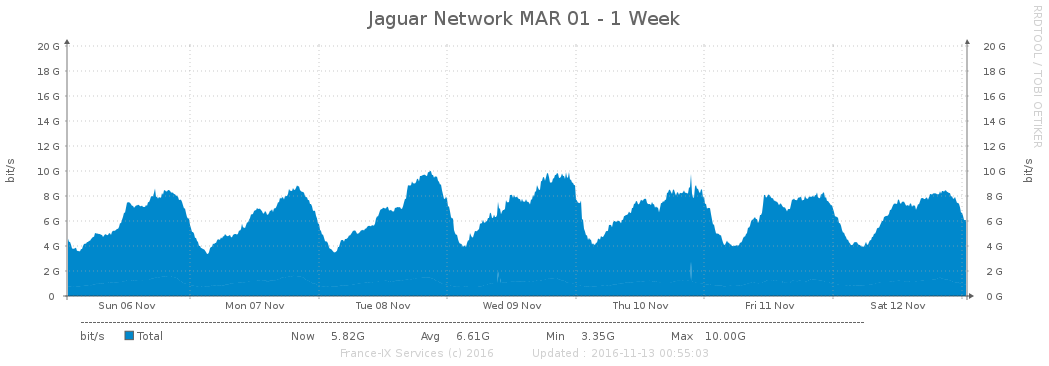 Jaguar Network MAR 01 - 1 Week
RRDTOOL / TOBI OETIKER
bit/s
bit/s
20 G 20 G
18 G 18 G
16 G 16 G
14 G 14 G
12 G 12 G
10 G 10 G
8 G 8 G
6 G 6 G
4 G 4 G
2 G 2 G
0 0 G
Sun 06 Nov Mon 07 Nov Tue 08 Nov Wed 09 Nov Thu 10 Nov Fri 11 Nov Sat 12 Nov
bit/s Total Now 5.82G Avg 6.61G Min 3.35G Max 10.00G
France-IX Services (c) 2016 Updated : 2016-11-13 00:55:03